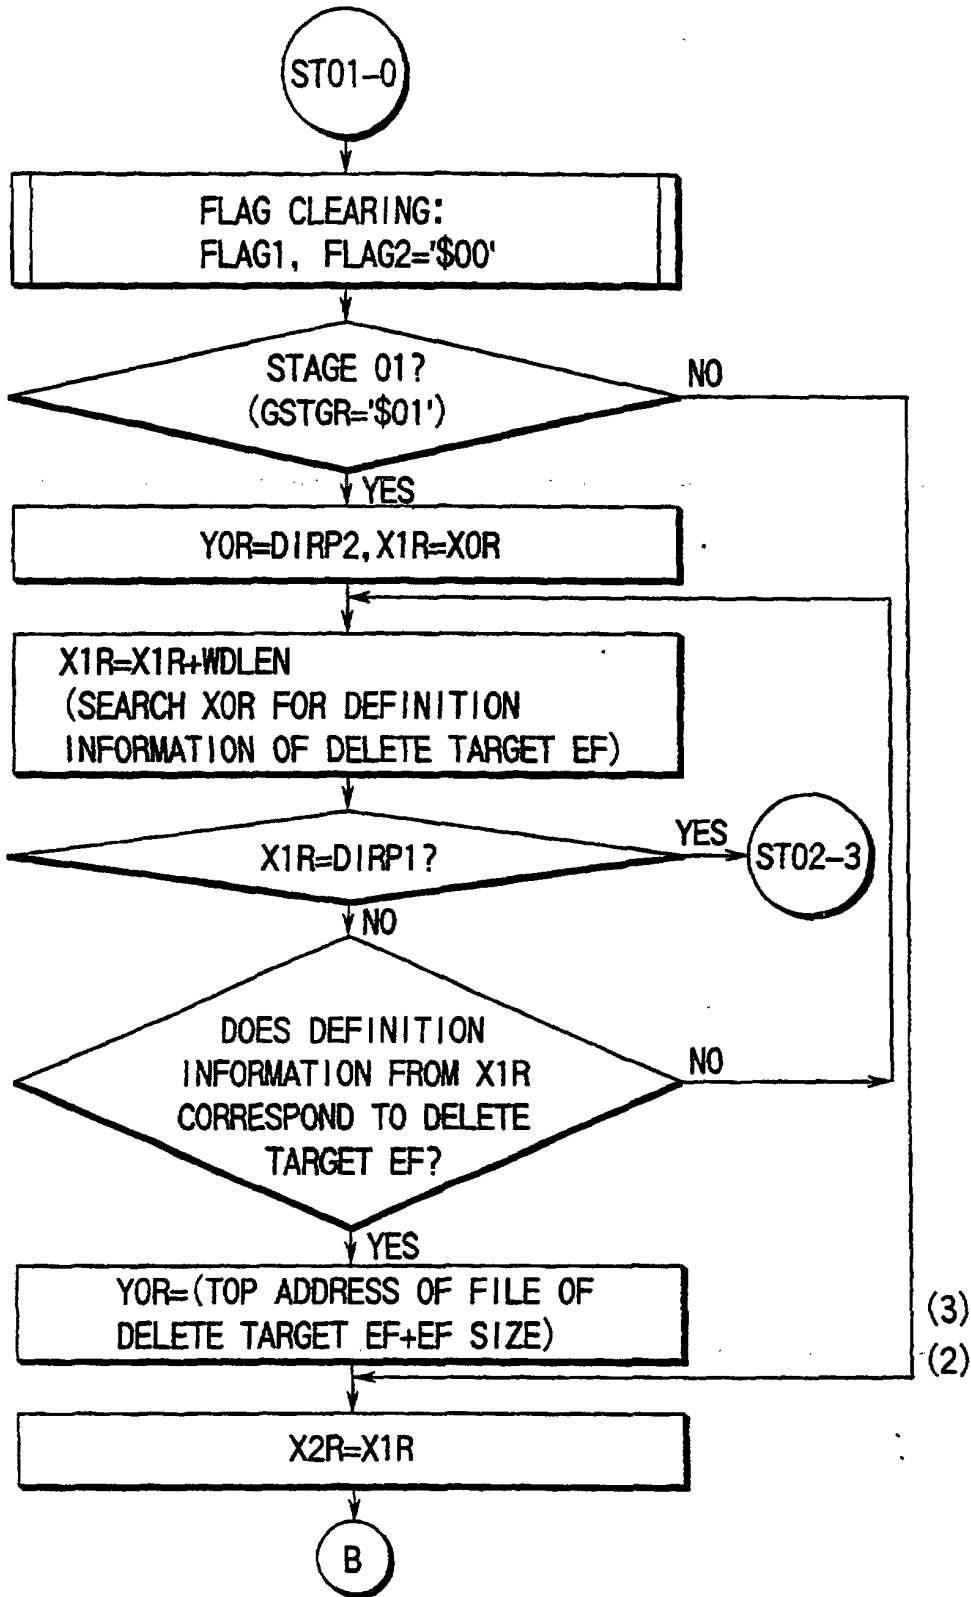 ST01-0
FLAG CLEARING:
FLAG1, FLAG2='$00'
STAGE 01?
(GSTGR='$01')
NO
YES
Y0R=DIRP2,X1R=X0R
X1R=X1R+WDLEN
(SEARCH X0R FOR DEFINITION
INFORMATION OF DELETE TARGET EF)
X1R=DIRP1?
YES
ST02-3
NO
DOES DEFINITION
INFORMATION FROM X1R
CORRESPOND TO DELETE
TARGET EF?
NO
YES
Y0R=(TOP ADDRESS OF FILE OF
DELETE TARGET EF+EF SIZE)
(3)
(2)
X2R=X1R
B